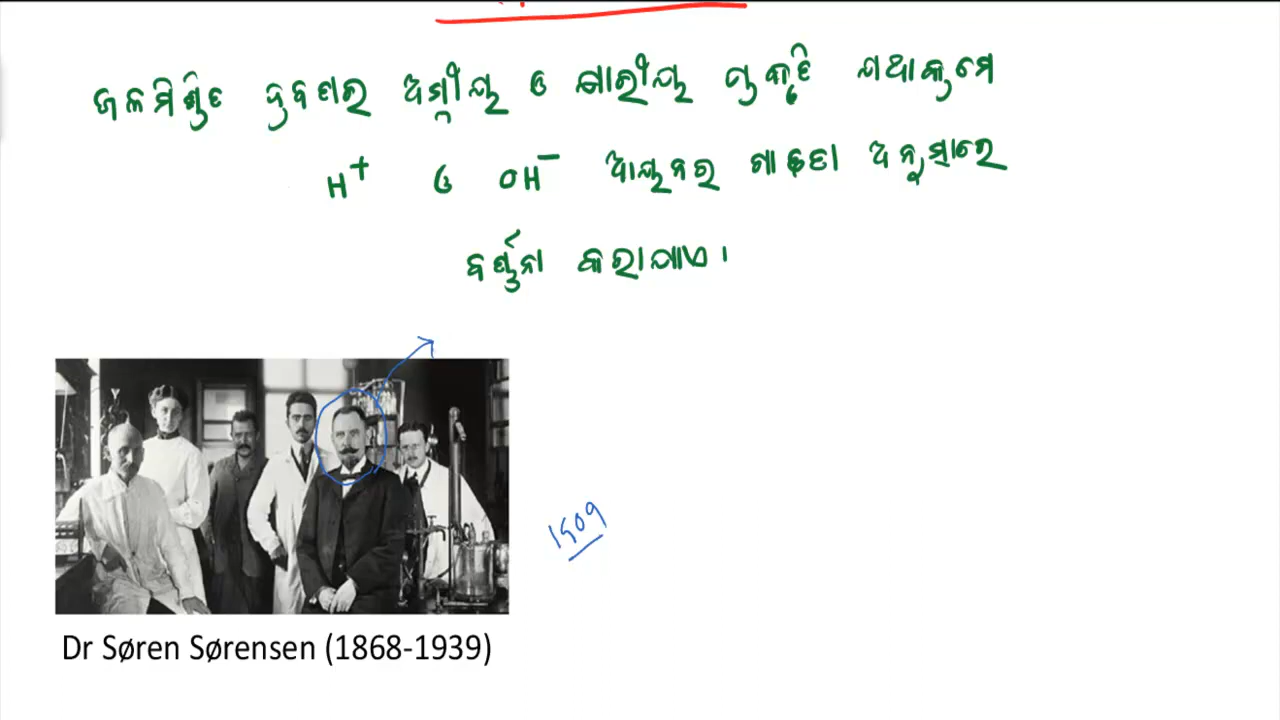 ଜଳମିଶ୍ରିତ ଦ୍ରବଣର ଅମ୍ଳୀୟ ଓ କ୍ଷାରୀୟ ପ୍ରକୃତି ଯଥାକ୍ରମେ
H⁺ ଓ OH⁻ ଆୟନର ଗାଢ଼ତା ଅନୁସାରେ
ବର୍ଣ୍ଣନା କରାଯାଏ।
1909
Dr Søren Sørensen (1868-1939)